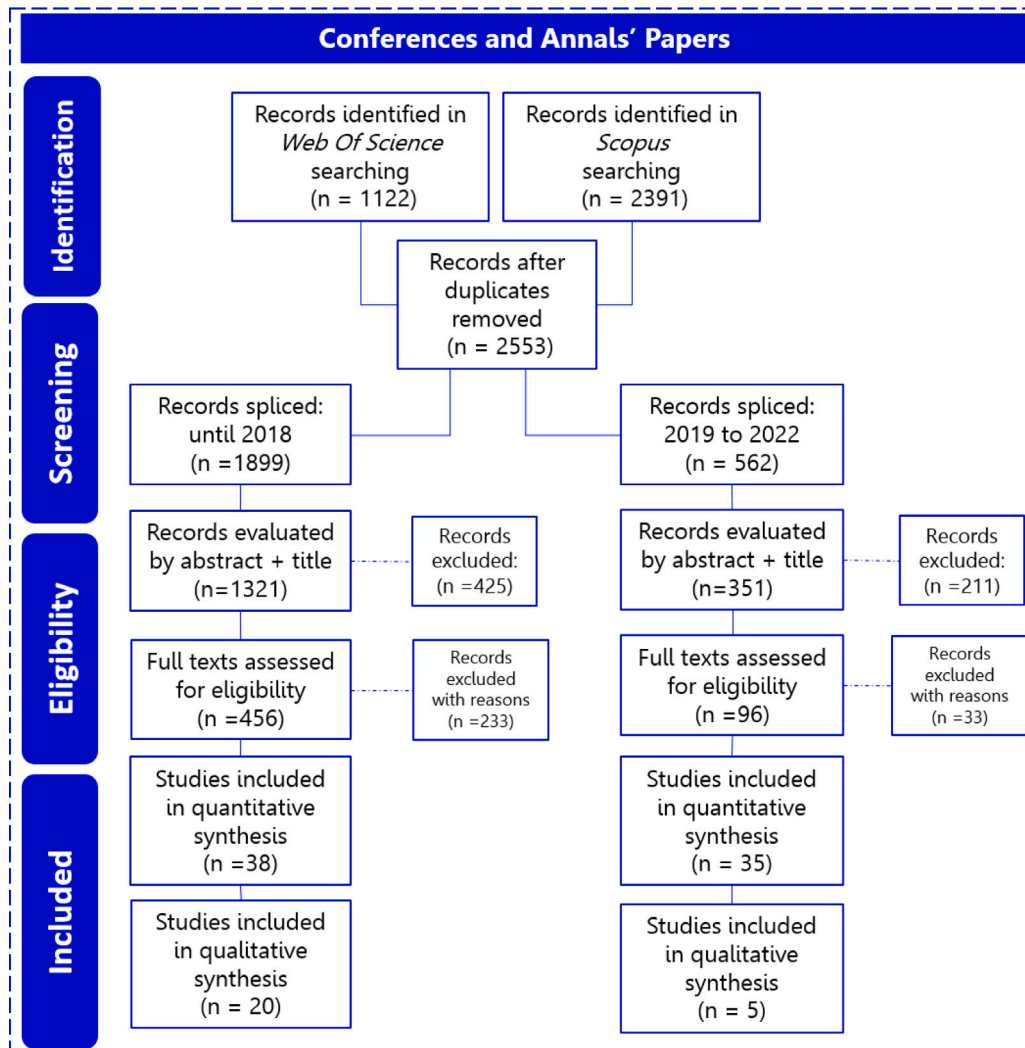 Conferences and Annals’ Papers
Identification
Records identified in
Web Of Science
searching
(n = 1122)
Records identified in
Scopus
searching
(n = 2391)
Records after
duplicates
removed
(n = 2553)
Screening
Records spliced:
until 2018
(n =1899)
Records spliced:
2019 to 2022
(n = 562)
Eligibility
Records evaluated
by abstract + title
(n=1321)
Records
excluded:
(n =425)
Records evaluated
by abstract + title
(n=351)
Records
excluded:
(n =211)
Full texts assessed
for eligibility
(n =456)
Records
excluded
with reasons
(n =233)
Full texts assessed
for eligibility
(n =96)
Records
excluded
with reasons
(n =33)
Included
Studies included
in quantitative
synthesis
(n =38)
Studies included
in quantitative
synthesis
(n = 35)
Studies included
in qualitative
synthesis
(n = 20)
Studies included
in qualitative
synthesis
(n = 5)